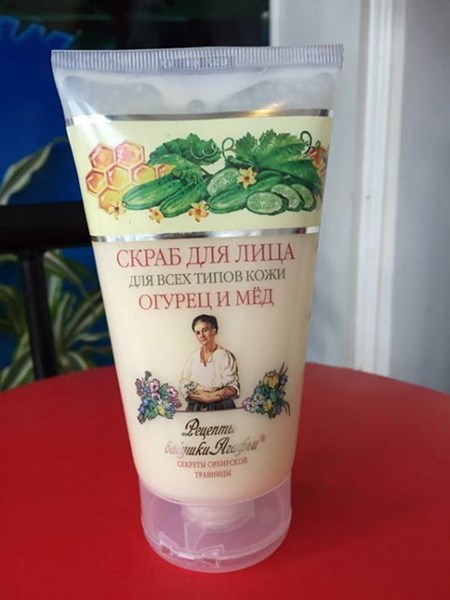 СКРАБ ДЛЯ ЛИЦА
ДЛЯ ВСЕХ ТИПОВ КОЖИ
ОГУРЕЦ И МЁД
Рецепты
бабушки Агафьи®
СЕКРЕТЫ СИБИРСКОЙ
ТРАВНИЦЫ